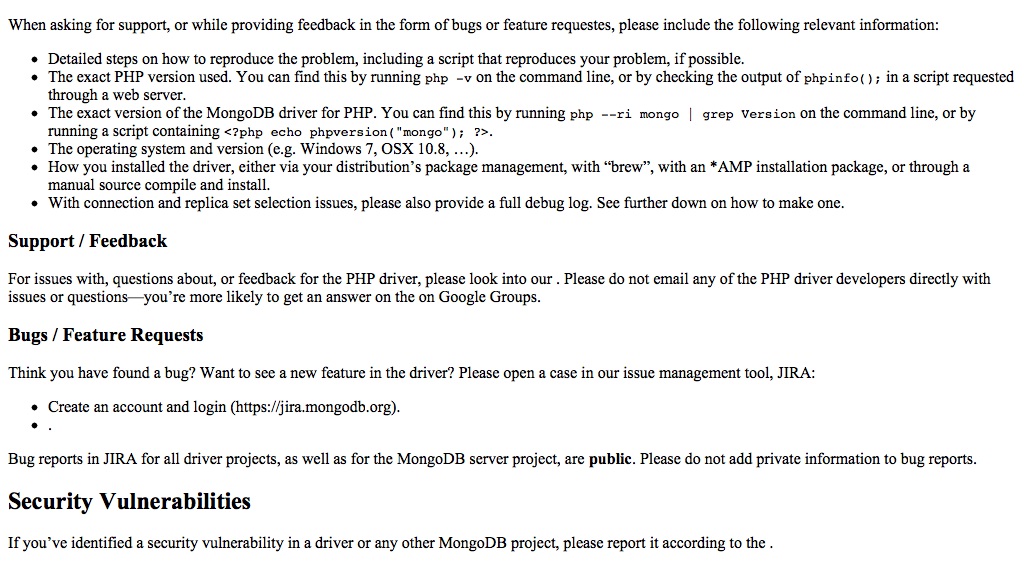 When asking for support, or while providing feedback in the form of bugs or feature requestes, please include the following relevant information:
• Detailed steps on how to reproduce the problem, including a script that reproduces your problem, if possible.
• The exact PHP version used. You can find this by running php -v on the command line, or by checking the output of phpinfo(); in a script requested
through a web server.
• The exact version of the MongoDB driver for PHP. You can find this by running php --ri mongo | grep Version on the command line, or by
running a script containing <?php echo phpversion("mongo"); ?>.
• The operating system and version (e.g. Windows 7, OSX 10.8, …).
• How you installed the driver, either via your distribution’s package management, with “brew”, with an *AMP installation package, or through a
manual source compile and install.
• With connection and replica set selection issues, please also provide a full debug log. See further down on how to make one.
Support / Feedback
For issues with, questions about, or feedback for the PHP driver, please look into our . Please do not email any of the PHP driver developers directly with
issues or questions—you’re more likely to get an answer on the on Google Groups.
Bugs / Feature Requests
Think you have found a bug? Want to see a new feature in the driver? Please open a case in our issue management tool, JIRA:
• Create an account and login (https://jira.mongodb.org).
• .
Bug reports in JIRA for all driver projects, as well as for the MongoDB server project, are public. Please do not add private information to bug reports.
Security Vulnerabilities
If you’ve identified a security vulnerability in a driver or any other MongoDB project, please report it according to the .